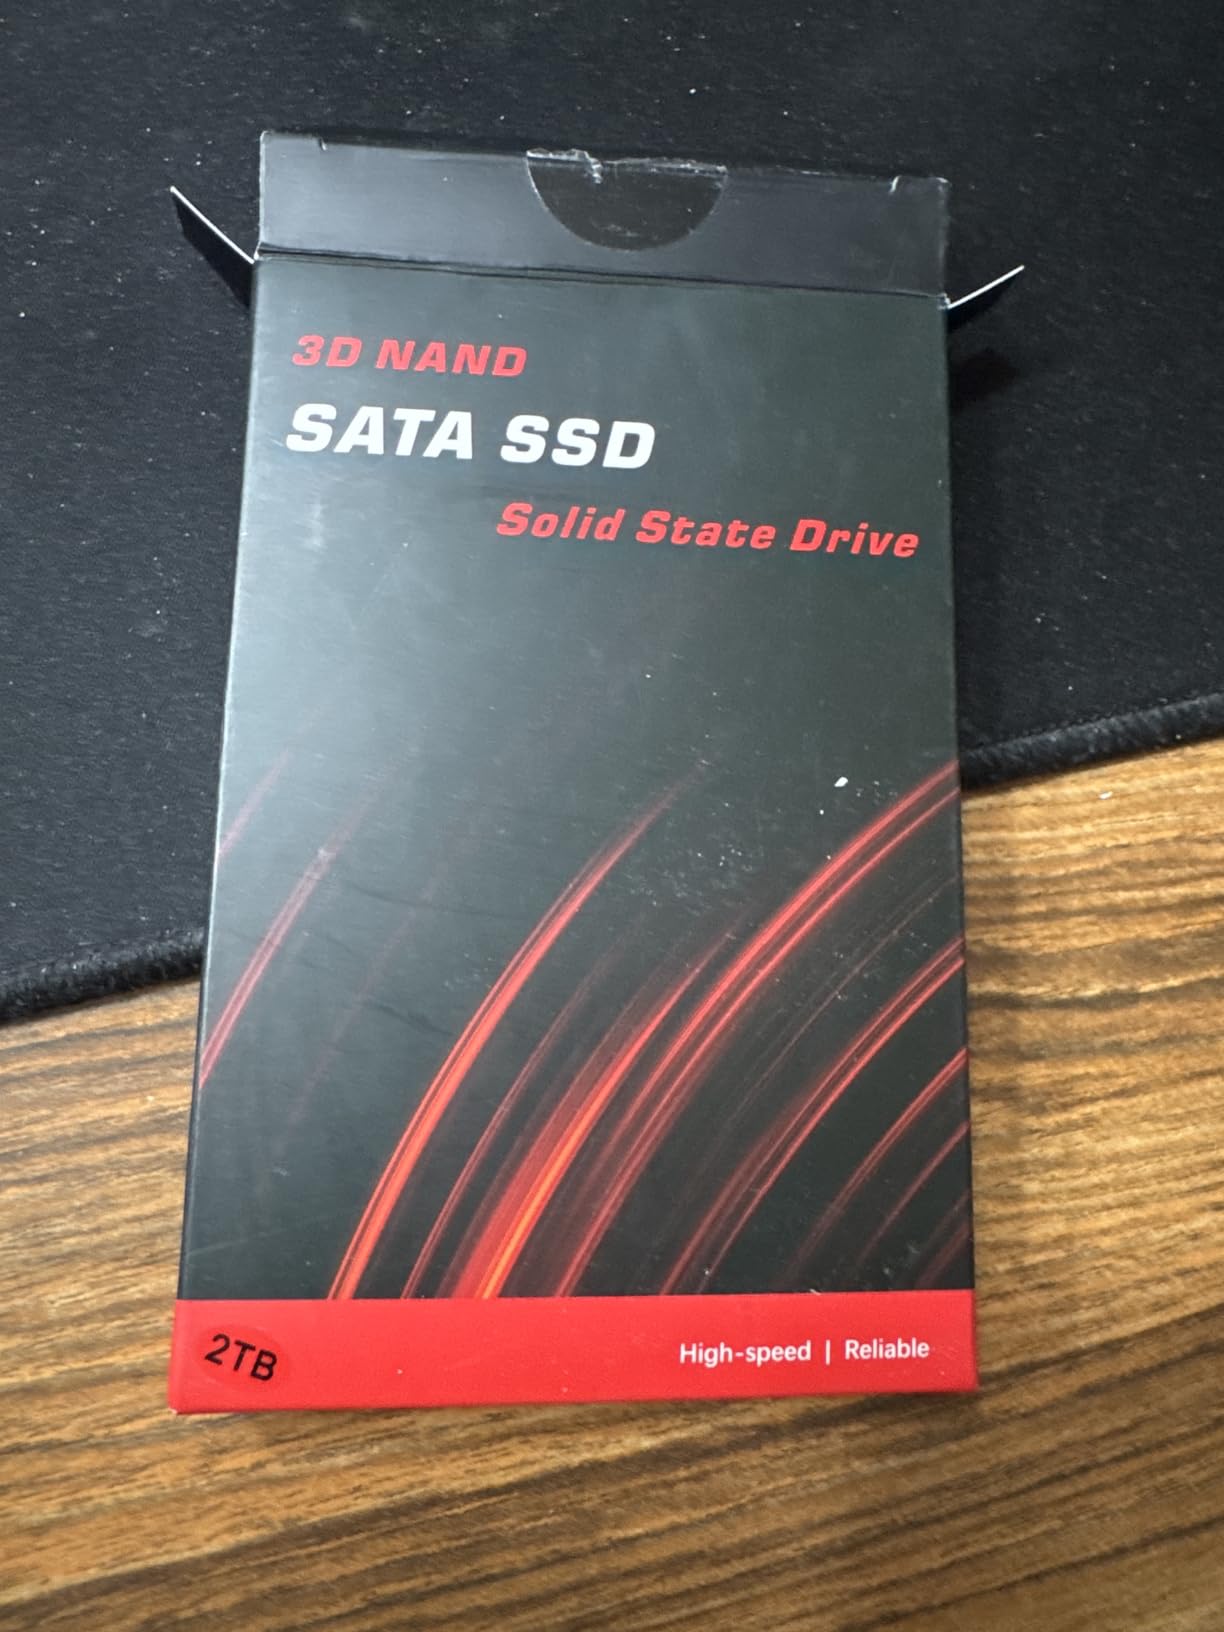 3D NAND
SATA SSD
Solid State Drive
2TB
High-speed | Reliable